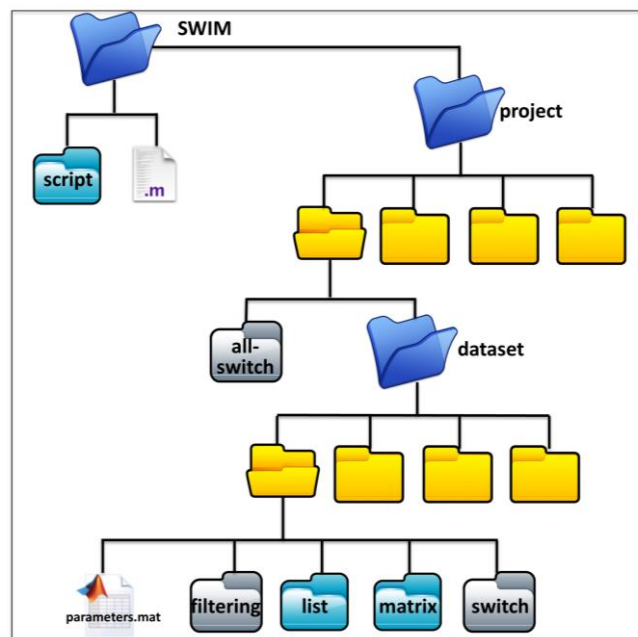 SWIM
project
script
.m
all-
switch
dataset
parameters.mat
filtering
list
matrix
switch